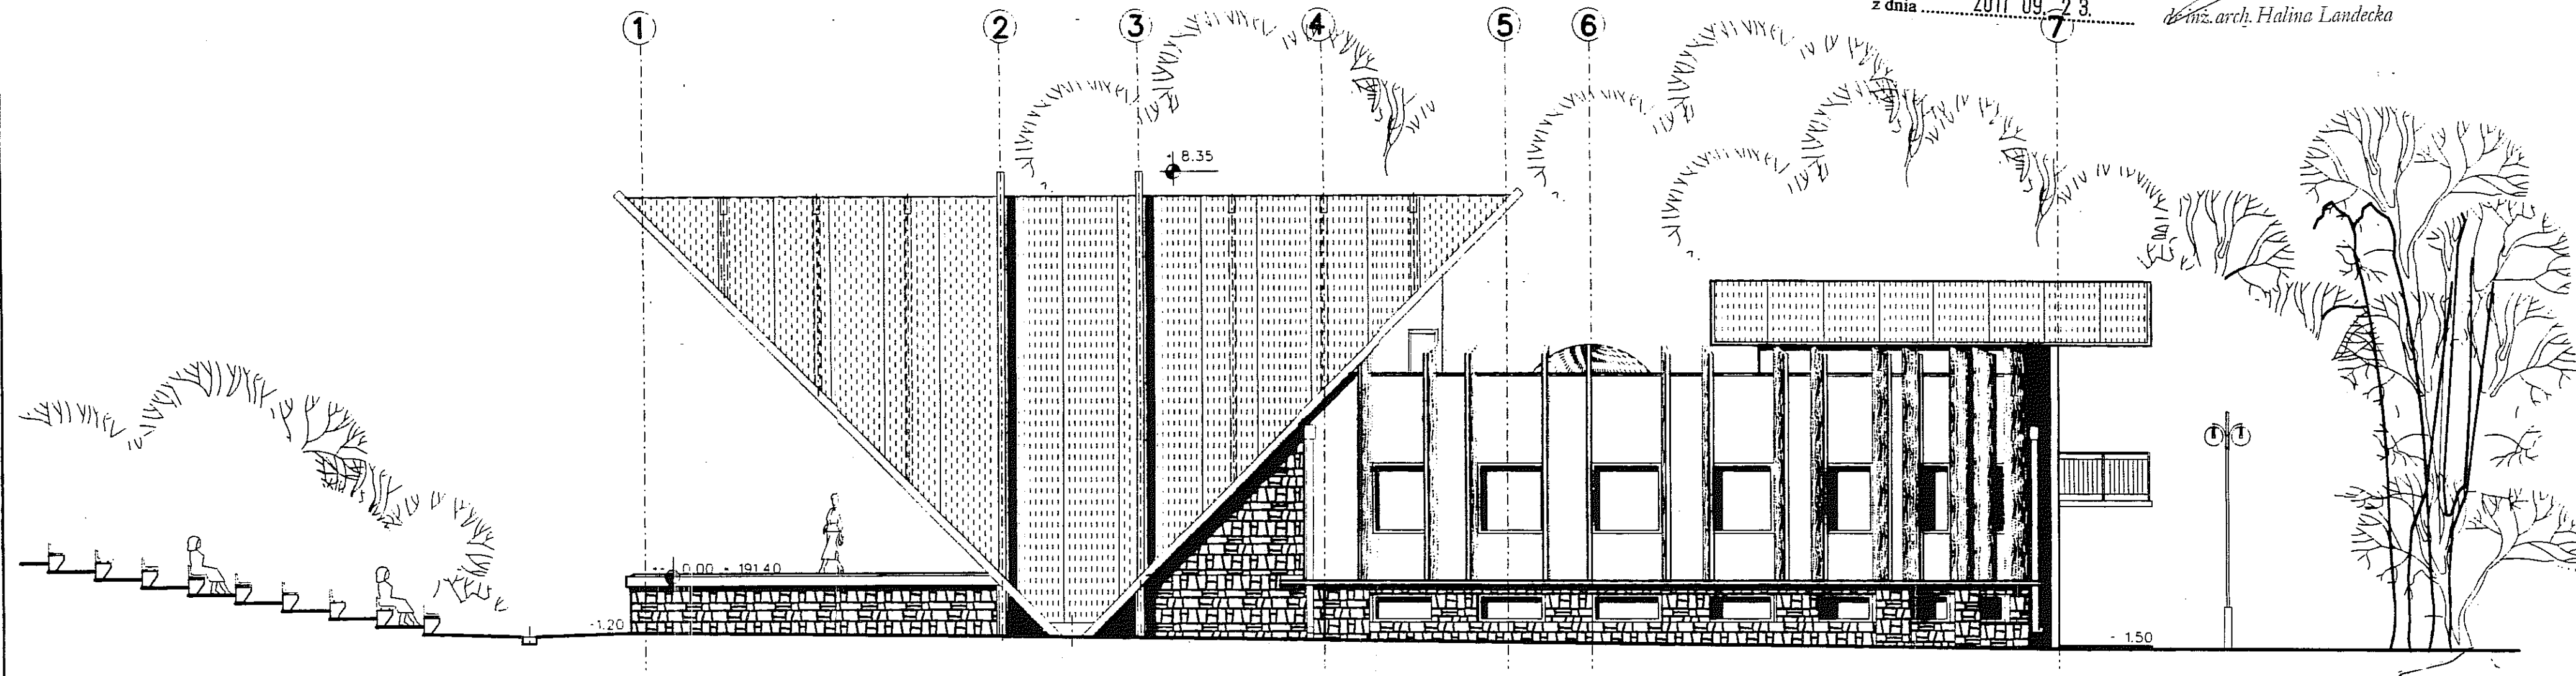 z dnia 2011 09. 23.
dr inż. arch. Halina Landecka
1 2 3 4 5 6 7
8.35
0.00 = 191.40
-1.20
- 1.50